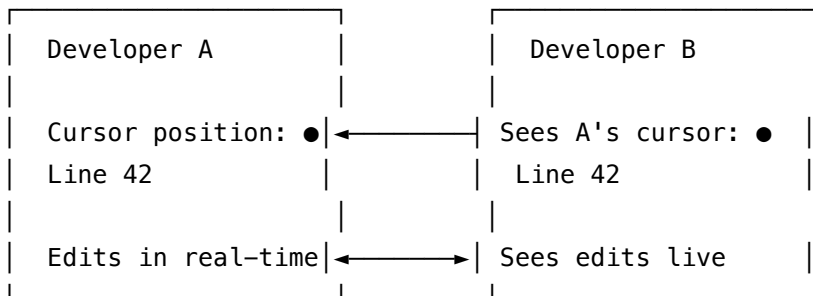 Developer A Developer B
Cursor position: ● Sees A's cursor: ●
Line 42 Line 42
Edits in real-time Sees edits live